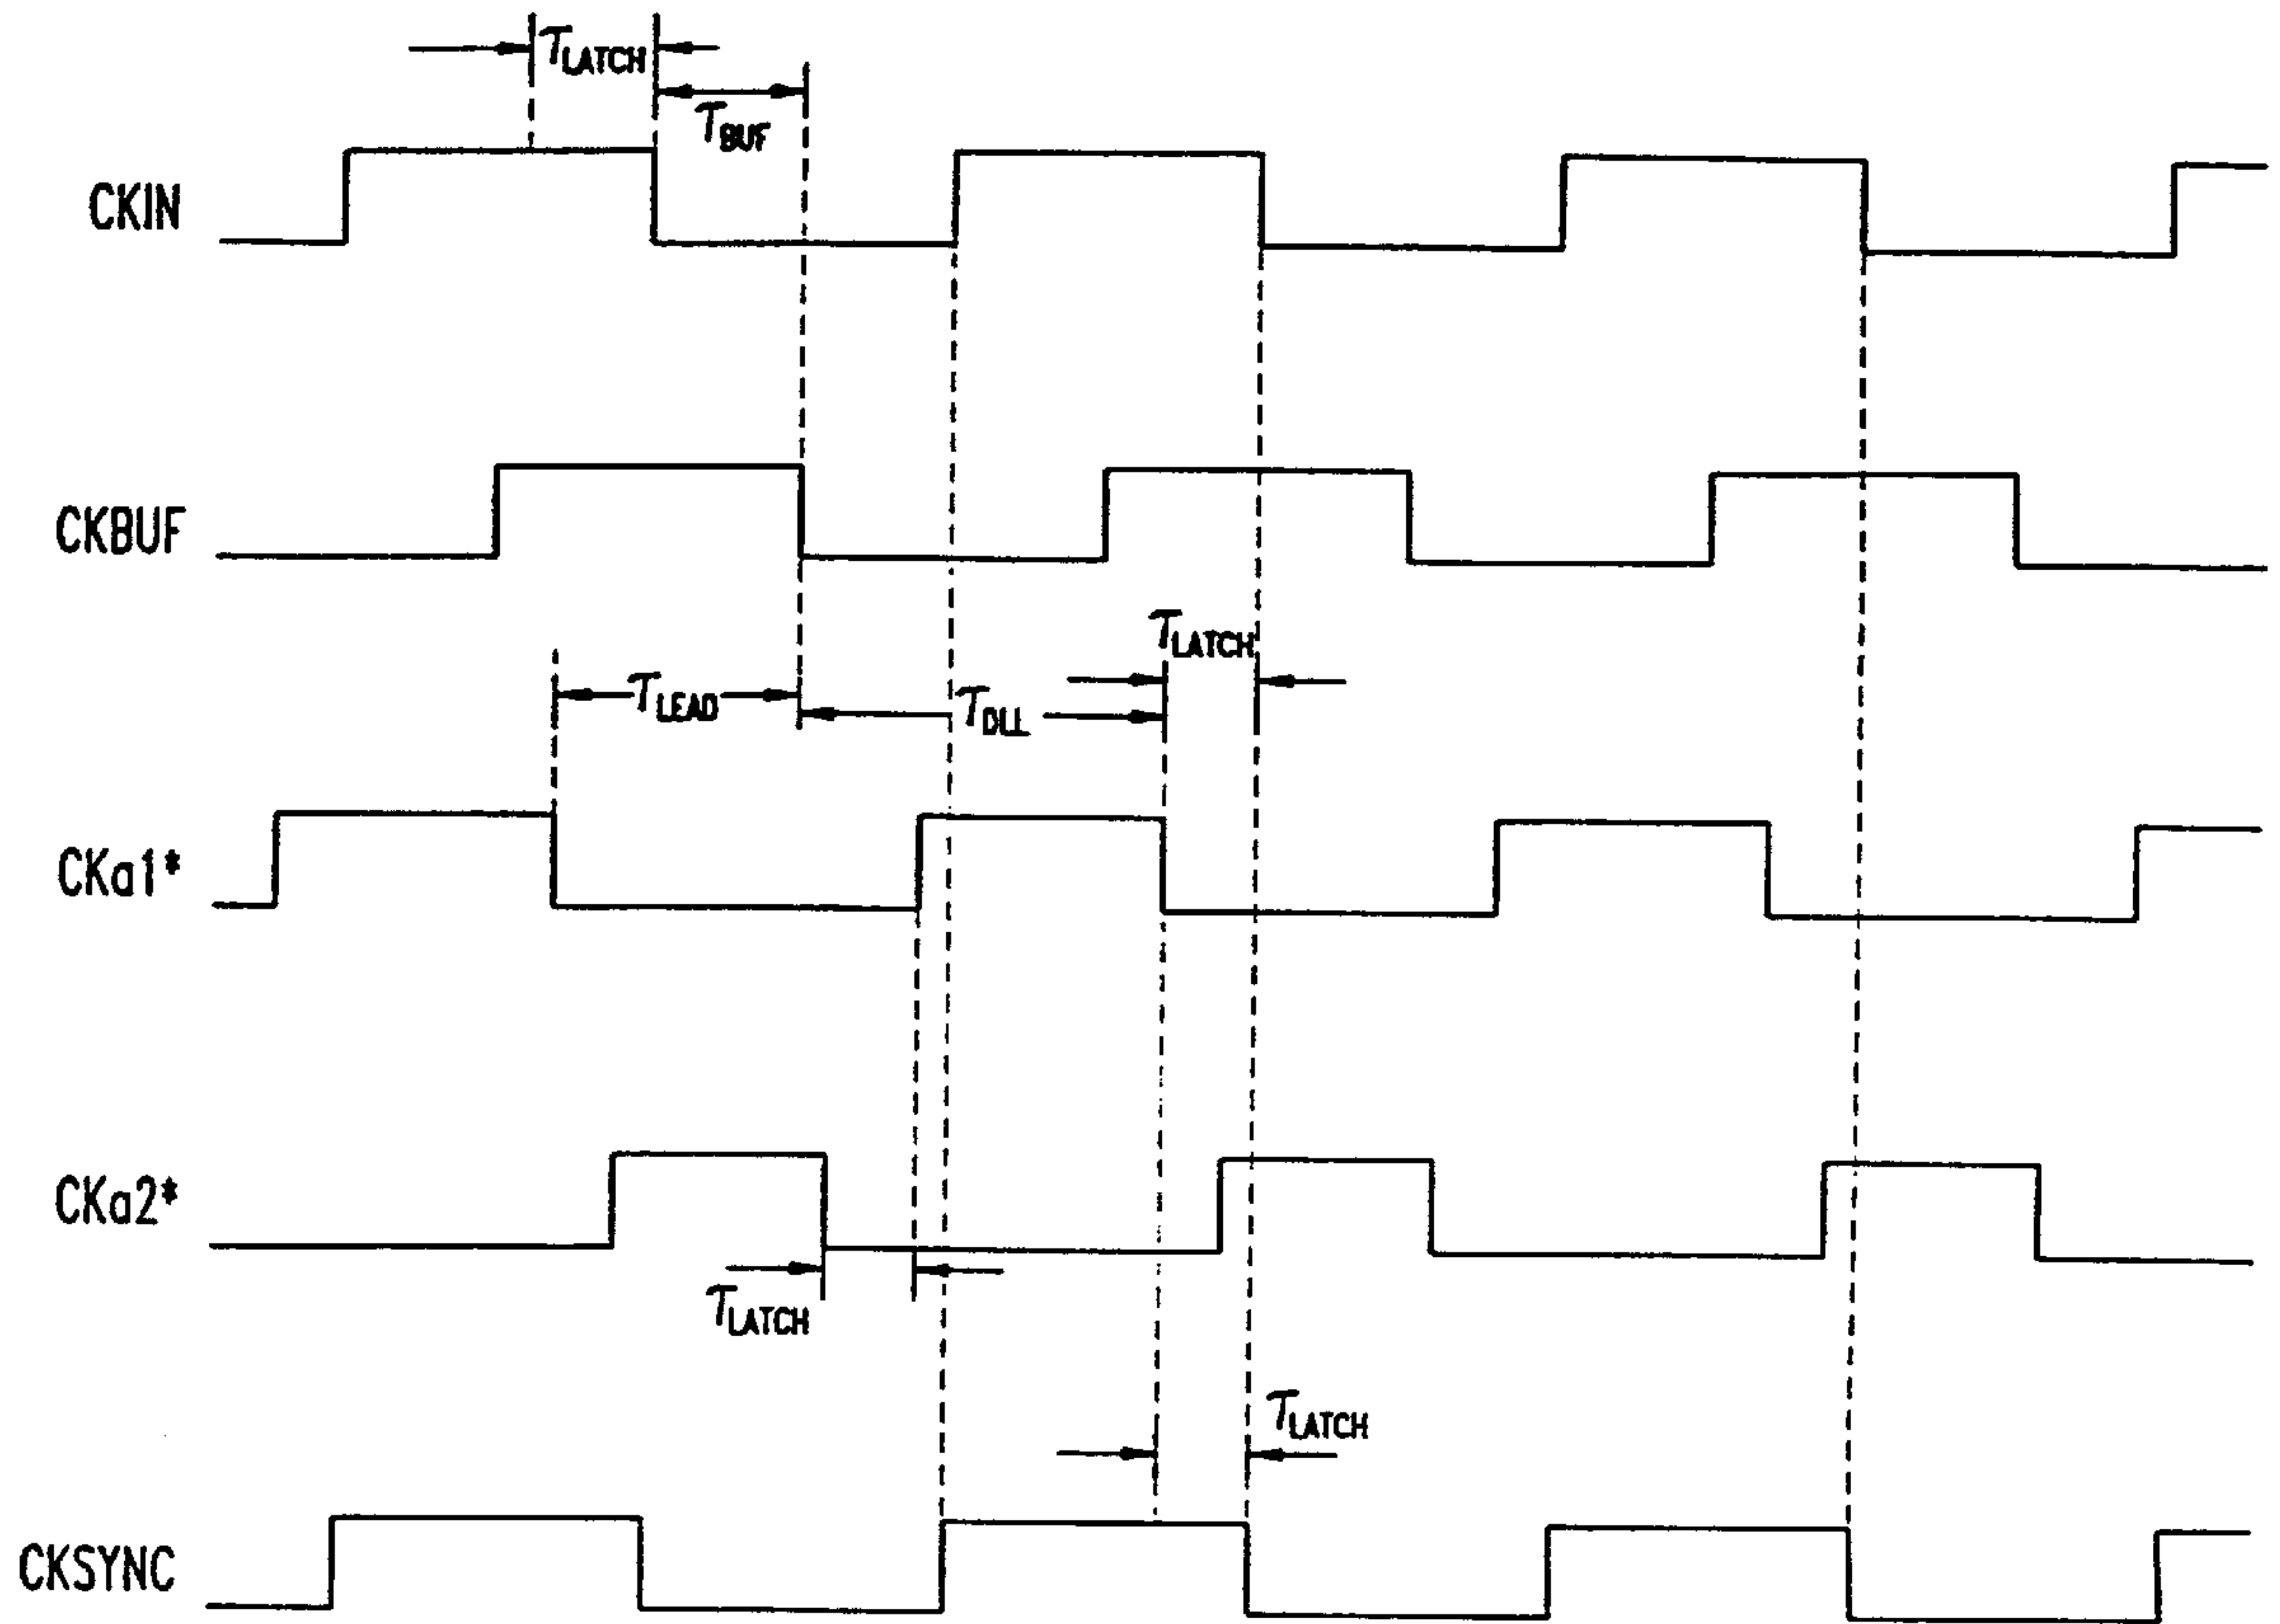 τLATCH
τBUF
CKIN
CKBUF
τLATCH
τLEAD
τDLL
CKa1*
CKa2*
τLATCH
τLATCH
CKSYNC